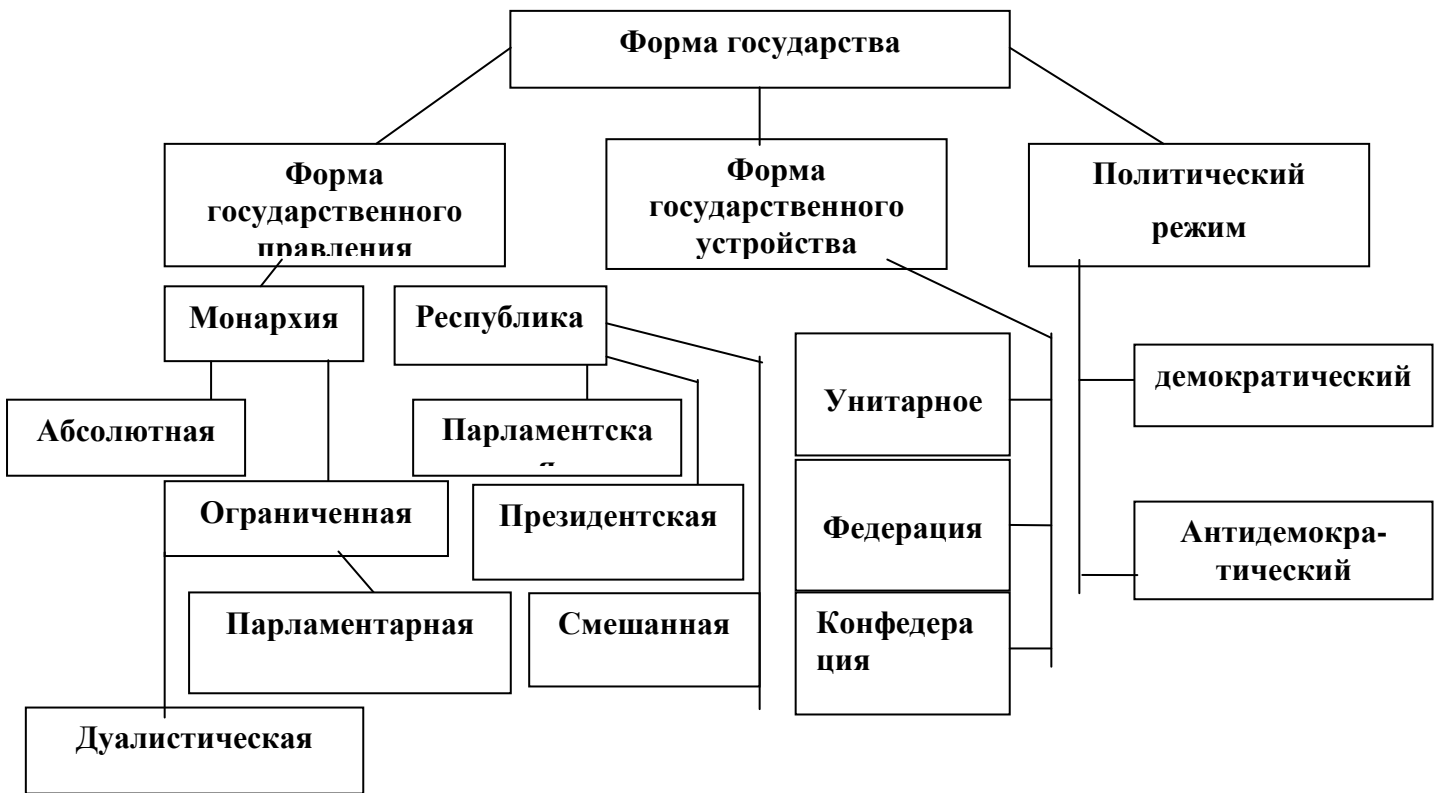 Форма государства
Форма
государственного
правления
Форма
государственного
устройства
Политический
режим
Монархия
Республика
Абсолютная
Парламентска
я
Ограниченная
Президентская
Парламентарная
Смешанная
Дуалистическая
Унитарное
Федерация
Конфедера
ция
демократический
Антидемокра-
тический